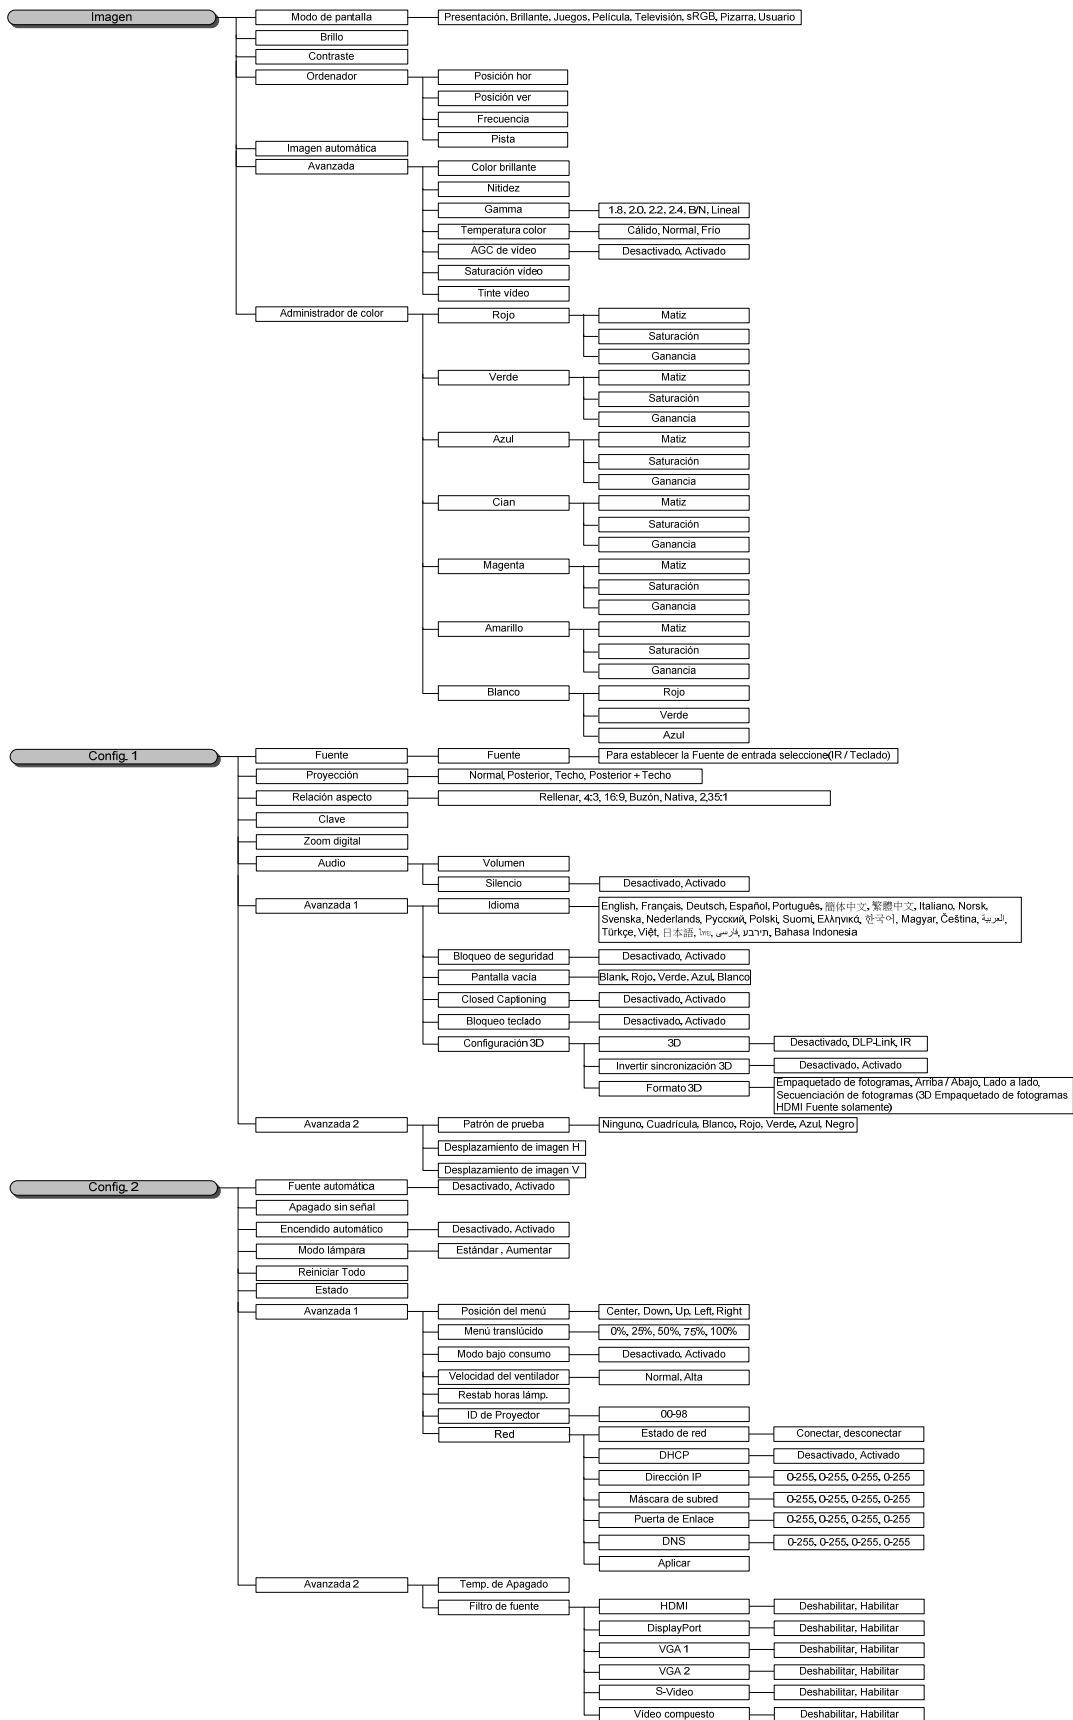 Imagen
Modo de pantalla
Presentación, Brillante, Juegos, Película, Televisión, sRGB, Pizarra, Usuario
Brillo
Contraste
Ordenador
Posición hor
Posición ver
Frecuencia
Pista
Imagen automática
Avanzada
Color brillante
Nitidez
Gamma
1.8, 2.0, 2.2, 2.4, B/N, Lineal
Temperatura color
Cálido, Normal, Frío
AGC de vídeo
Desactivado, Activado
Saturación vídeo
Tinte vídeo
Administrador de color
Rojo
Matiz
Saturación
Ganancia
Verde
Matiz
Saturación
Ganancia
Azul
Matiz
Saturación
Ganancia
Cian
Matiz
Saturación
Ganancia
Magenta
Matiz
Saturación
Ganancia
Amarillo
Matiz
Saturación
Ganancia
Blanco
Rojo
Verde
Azul
Config. 1
Fuente
Fuente
Para establecer la Fuente de entrada seleccione(IR / Teclado)
Proyección
Normal, Posterior, Techo, Posterior + Techo
Relación aspecto
Rellenar, 4:3, 16:9, Buzón, Nativa, 2,35:1
Clave
Zoom digital
Audio
Volumen
Silencio
Desactivado, Activado
Avanzada 1
Idioma
English, Français, Deutsch, Español, Português, 簡体中文, 繁體中文, Italiano, Norsk,
Svenska, Nederlands, Русский, Polski, Suomi, Ελληνικά, 한국어, Magyar, Čeština, العربية,
Türkçe, Việt, 日本語, ไทย, فارسی, תירבע, Bahasa Indonesia
Bloqueo de seguridad
Desactivado, Activado
Pantalla vacía
Blank, Rojo, Verde, Azul, Blanco
Closed Captioning
Desactivado, Activado
Bloqueo teclado
Desactivado, Activado
Configuración 3D
3D
Desactivado, DLP-Link, IR
Invertir sincronización 3D
Desactivado, Activado
Formato 3D
Empaquetado de fotogramas, Arriba / Abajo, Lado a lado,
Secuenciación de fotogramas (3D Empaquetado de fotogramas
HDMI Fuente solamente)
Avanzada 2
Patrón de prueba
Ninguno, Cuadrícula, Blanco, Rojo, Verde, Azul, Negro
Desplazamiento de imagen H
Desplazamiento de imagen V
Config. 2
Fuente automática
Desactivado, Activado
Apagado sin señal
Encendido automático
Desactivado, Activado
Modo lámpara
Estándar , Aumentar
Reiniciar Todo
Estado
Avanzada 1
Posición del menú
Center, Down, Up, Left, Right
Menú translúcido
0%, 25%, 50%, 75%, 100%
Modo bajo consumo
Desactivado, Activado
Velocidad del ventilador
Normal, Alta
Restab horas lámp.
ID de Proyector
00-98
Red
Estado de red
Conectar, desconectar
DHCP
Desactivado, Activado
Dirección IP
0-255, 0-255, 0-255, 0-255
Máscara de subred
0-255, 0-255, 0-255, 0-255
Puerta de Enlace
0-255, 0-255, 0-255, 0-255
DNS
0-255, 0-255, 0-255, 0-255
Aplicar
Avanzada 2
Temp. de Apagado
Filtro de fuente
HDMI
Deshabilitar, Habilitar
DisplayPort
Deshabilitar, Habilitar
VGA 1
Deshabilitar, Habilitar
VGA 2
Deshabilitar, Habilitar
S-Video
Deshabilitar, Habilitar
Vídeo compuesto
Deshabilitar, Habilitar